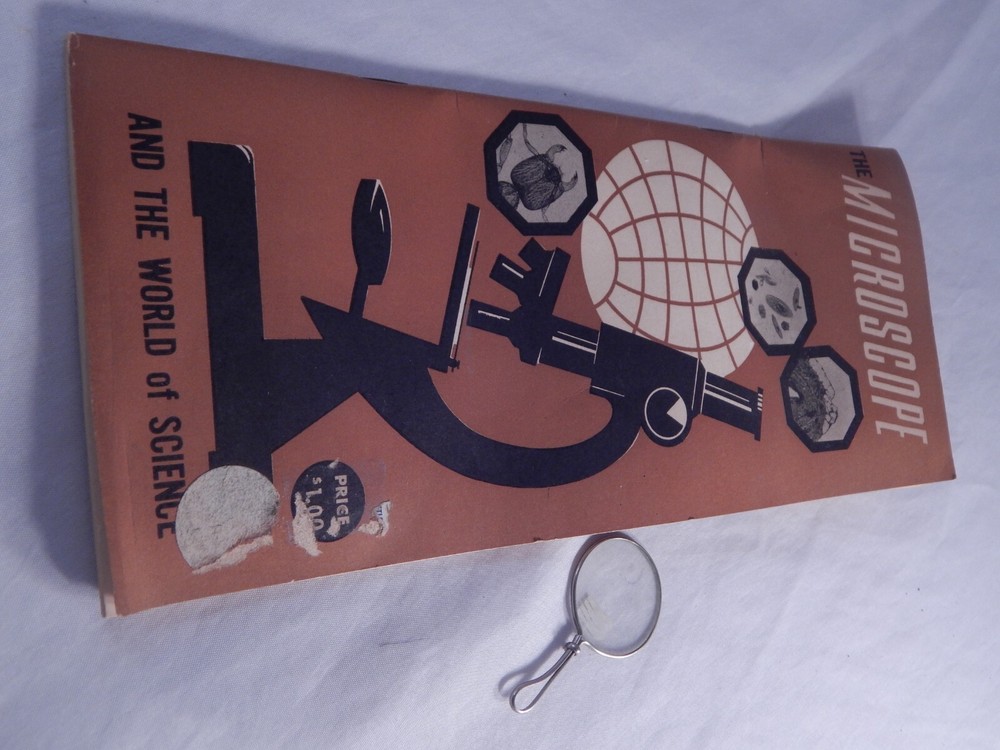 THE MICROSCOPE
AND THE WORLD of SCIENCE
PRICE
$1.00